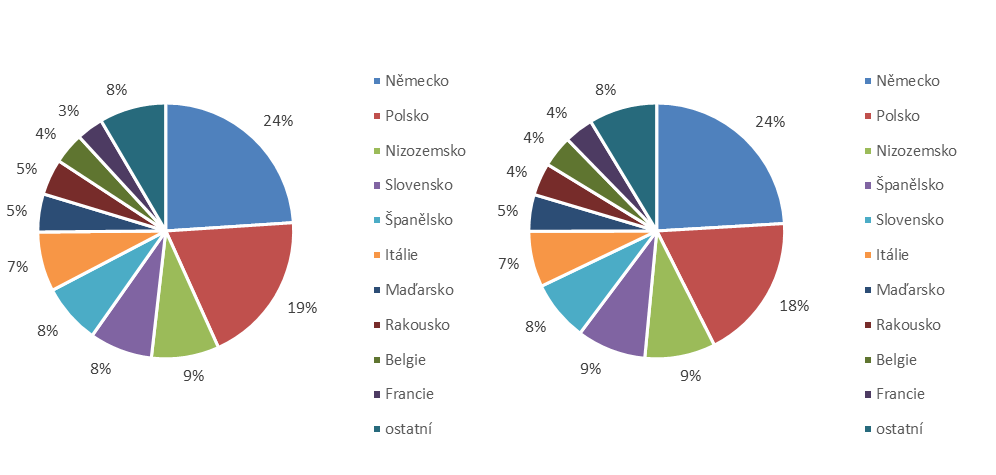 8%
3%
4%
5%
5%
7%
8%
8%
9%
19%
24%
Německo
Polsko
Nizozemsko
Slovensko
Španělsko
Itálie
Maďarsko
Rakousko
Belgie
Francie
ostatní
8%
4%
4%
4%
5%
7%
8%
9%
9%
18%
24%
Německo
Polsko
Nizozemsko
Španělsko
Slovensko
Itálie
Maďarsko
Rakousko
Belgie
Francie
ostatní